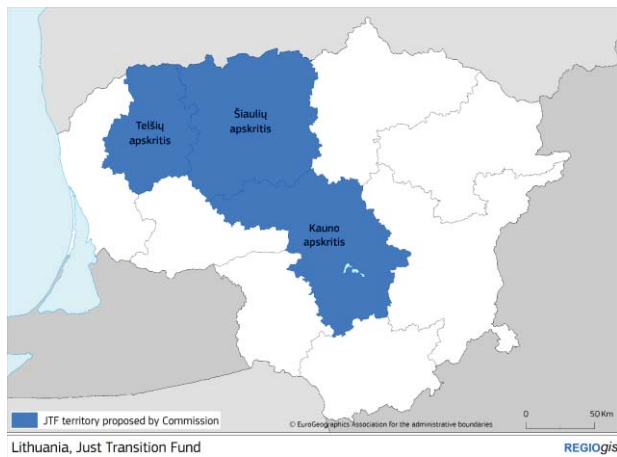 Telšių
apskritis
Šiaulių
apskritis
Kauno
apskritis
JTF territory proposed by Commission
© EuroGeographics Association for the administrative boundaries
0 50 Km
Lithuania, Just Transition Fund
REGIOgis